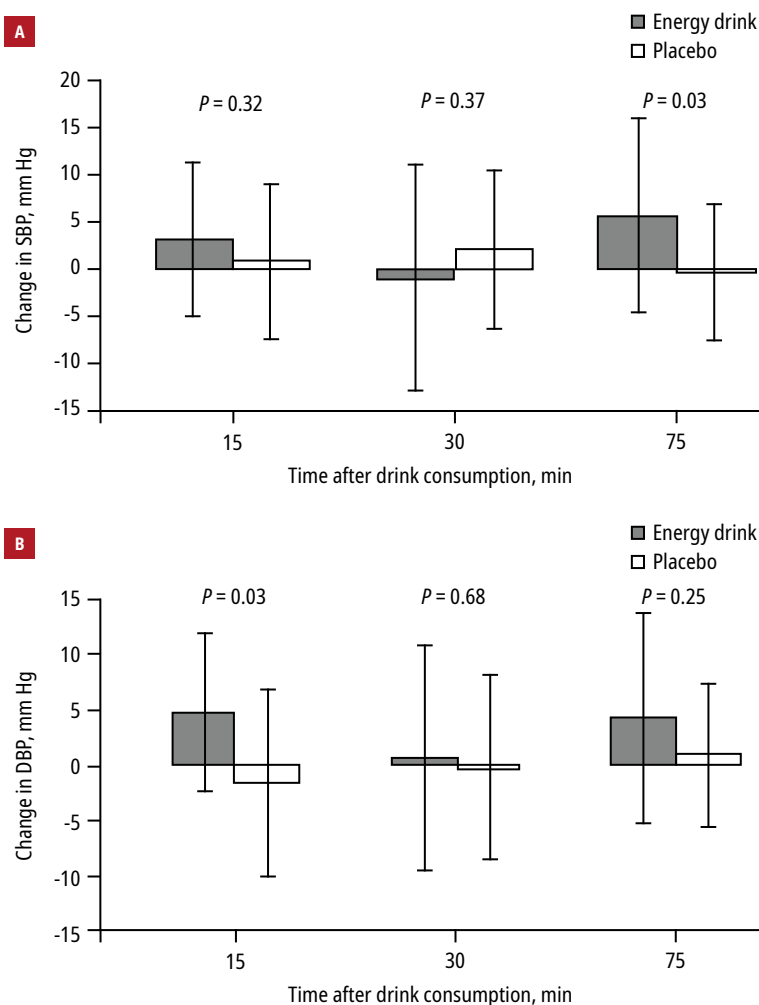 A
Energy drink
Placebo
20
15
10
5
0
-5
-10
-15
Change in SBP, mm Hg
P = 0.32
P = 0.37
P = 0.03
15
30
75
Time after drink consumption, min
B
Energy drink
Placebo
15
10
5
0
-5
-10
-15
Change in DBP, mm Hg
P = 0.03
P = 0.68
P = 0.25
15
30
75
Time after drink consumption, min